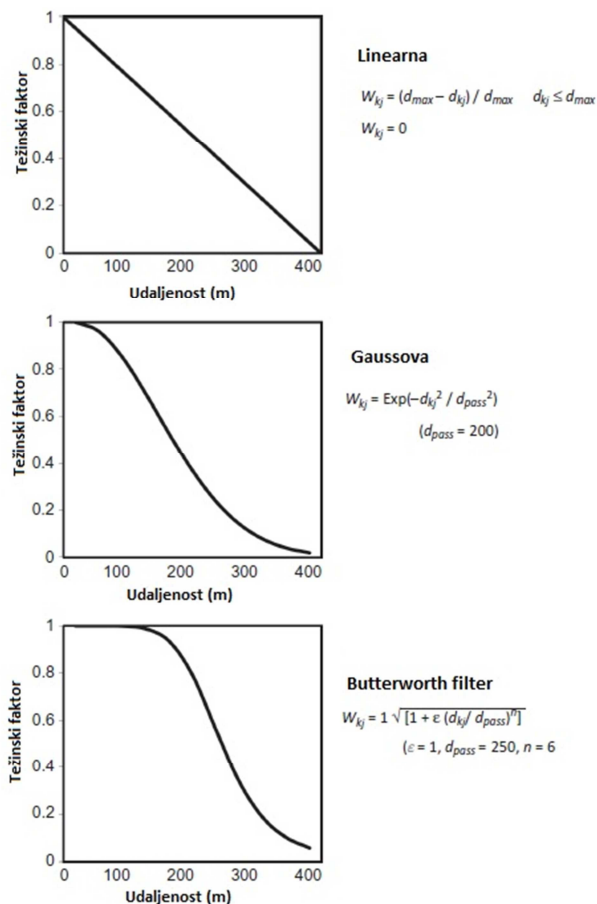 1
0.8
0.6
0.4
0.2
0
Težinski faktor
0 100 200 300 400
Udaljenost (m)
Linearna
W_kj = (d_max – d_kj) / d_max d_kj ≤ d_max
W_kj = 0
1
0.8
0.6
0.4
0.2
0
Težinski faktor
0 100 200 300 400
Udaljenost (m)
Gaussova
W_kj = Exp(–d_kj² / d_pass²)
(d_pass = 200)
1
0.8
0.6
0.4
0.2
0
Težinski faktor
0 100 200 300 400
Udaljenost (m)
Butterworth filter
W_kj = 1 √[1 + ε (d_kj/ d_pass)ⁿ]
(ε = 1, d_pass = 250, n = 6